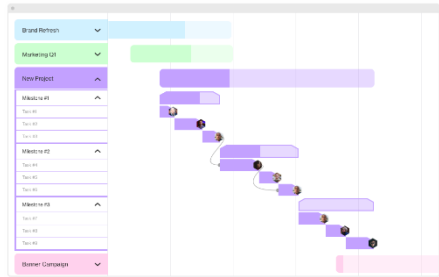 Brand Refresh
Marketing Q1
New Project
Milestone #1
Task #1
Task #2
Task #3
Milestone #2
Task #4
Task #5
Task #6
Milestone #3
Task #7
Task #8
Task #9
Banner Campaign